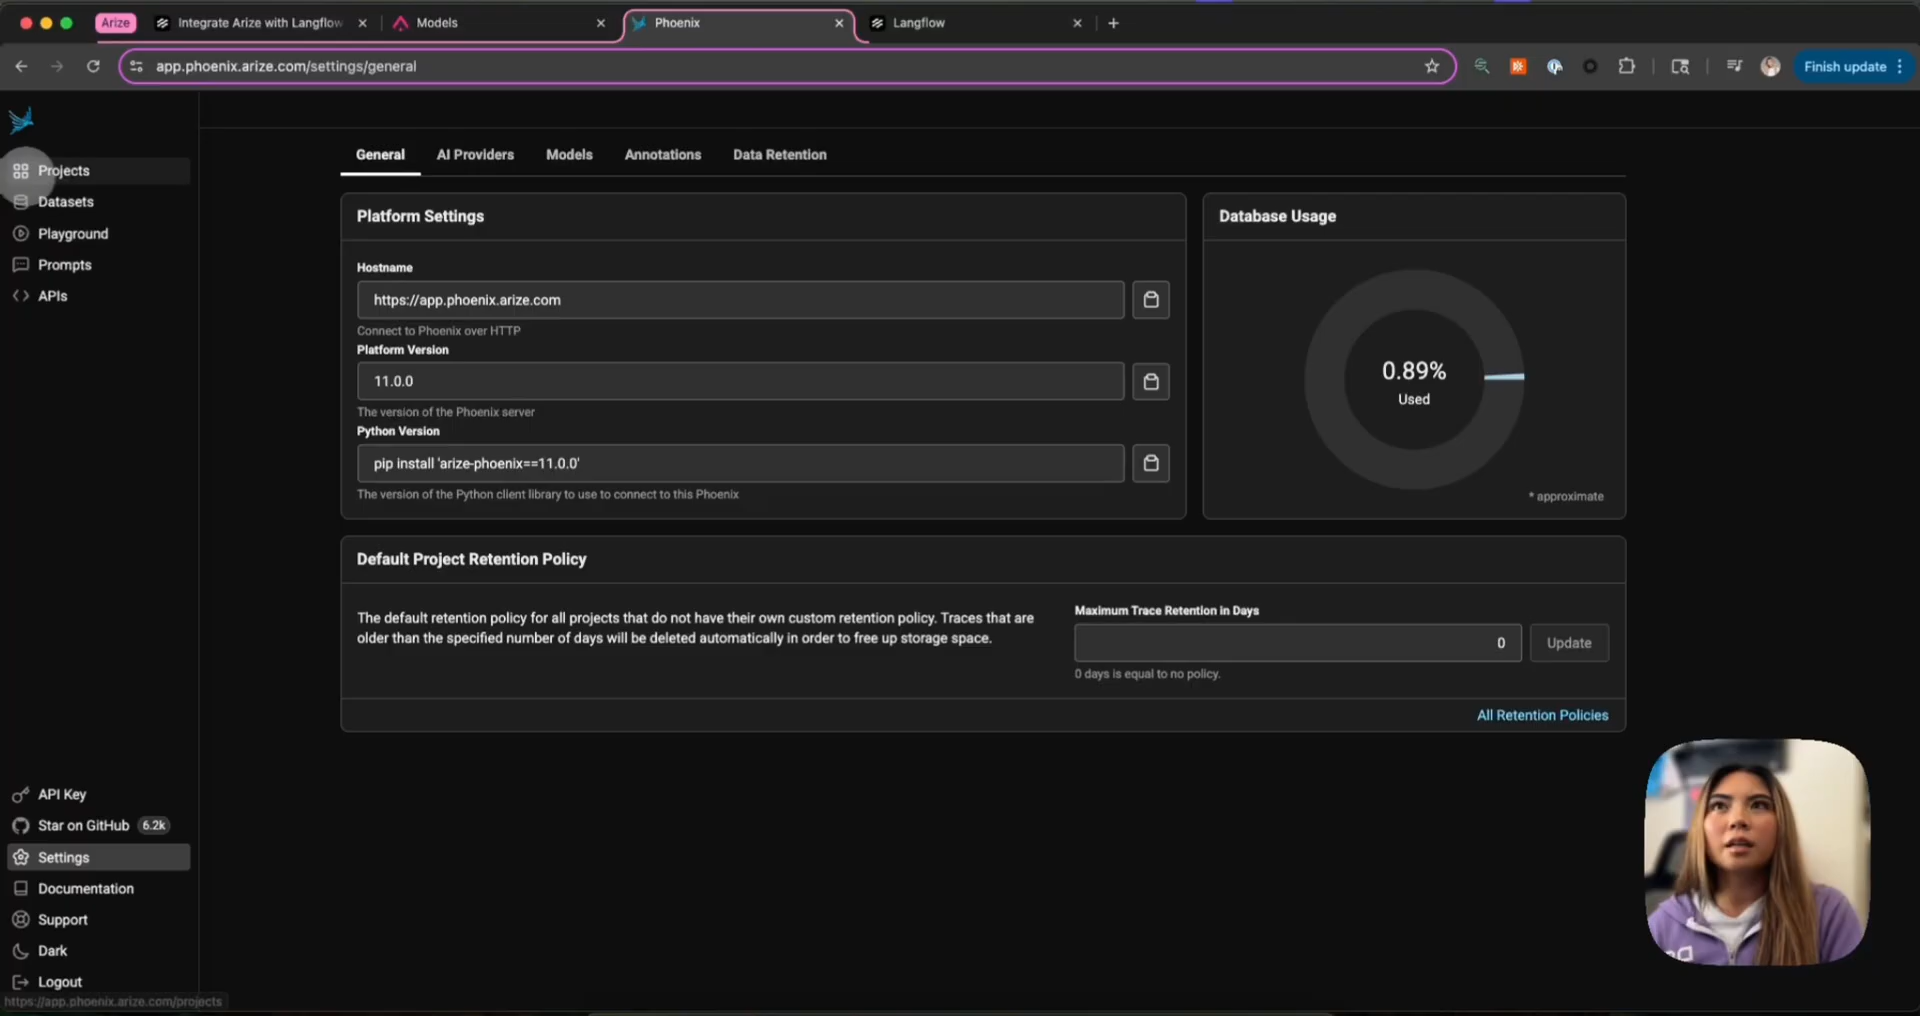 Arize
Integrate Arize with Langflow
Models
Phoenix
Langflow
app.phoenix.arize.com/settings/general
Finish update
Projects
Datasets
Playground
Prompts
APIs
General
AI Providers
Models
Annotations
Data Retention
Platform Settings
Hostname
https://app.phoenix.arize.com
Connect to Phoenix over HTTP
Platform Version
11.0.0
The version of the Phoenix server
Python Version
pip install 'arize-phoenix==11.0.0'
The version of the Python client library to use to connect to this Phoenix
Database Usage
0.89%
Used
* approximate
Default Project Retention Policy
The default retention policy for all projects that do not have their own custom retention policy. Traces that are
older than the specified number of days will be deleted automatically in order to free up storage space.
Maximum Trace Retention in Days
0
Update
0 days is equal to no policy.
All Retention Policies
API Key
Star on GitHub 6.2k
Settings
Documentation
Support
Dark
Logout
https://app.phoenix.arize.com/projects